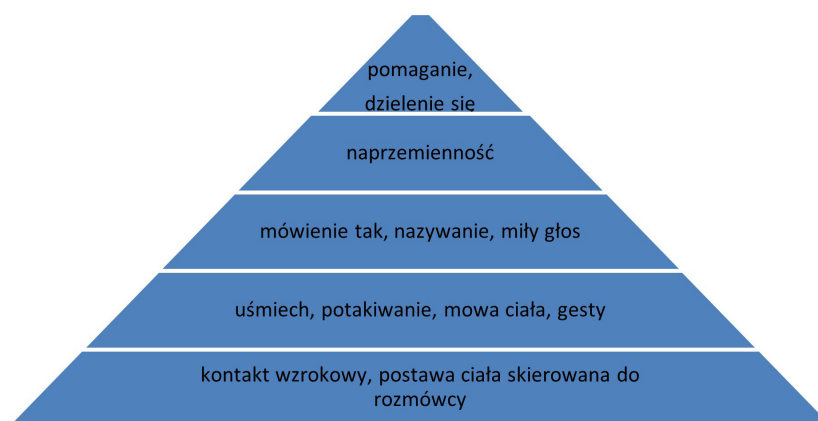 pomaganie,
dzielenie się
naprzemienność
mówienie tak, nazywanie, miły głos
uśmiech, potakiwanie, mowa ciała, gesty
kontakt wzrokowy, postawa ciała skierowana do
rozmówcy